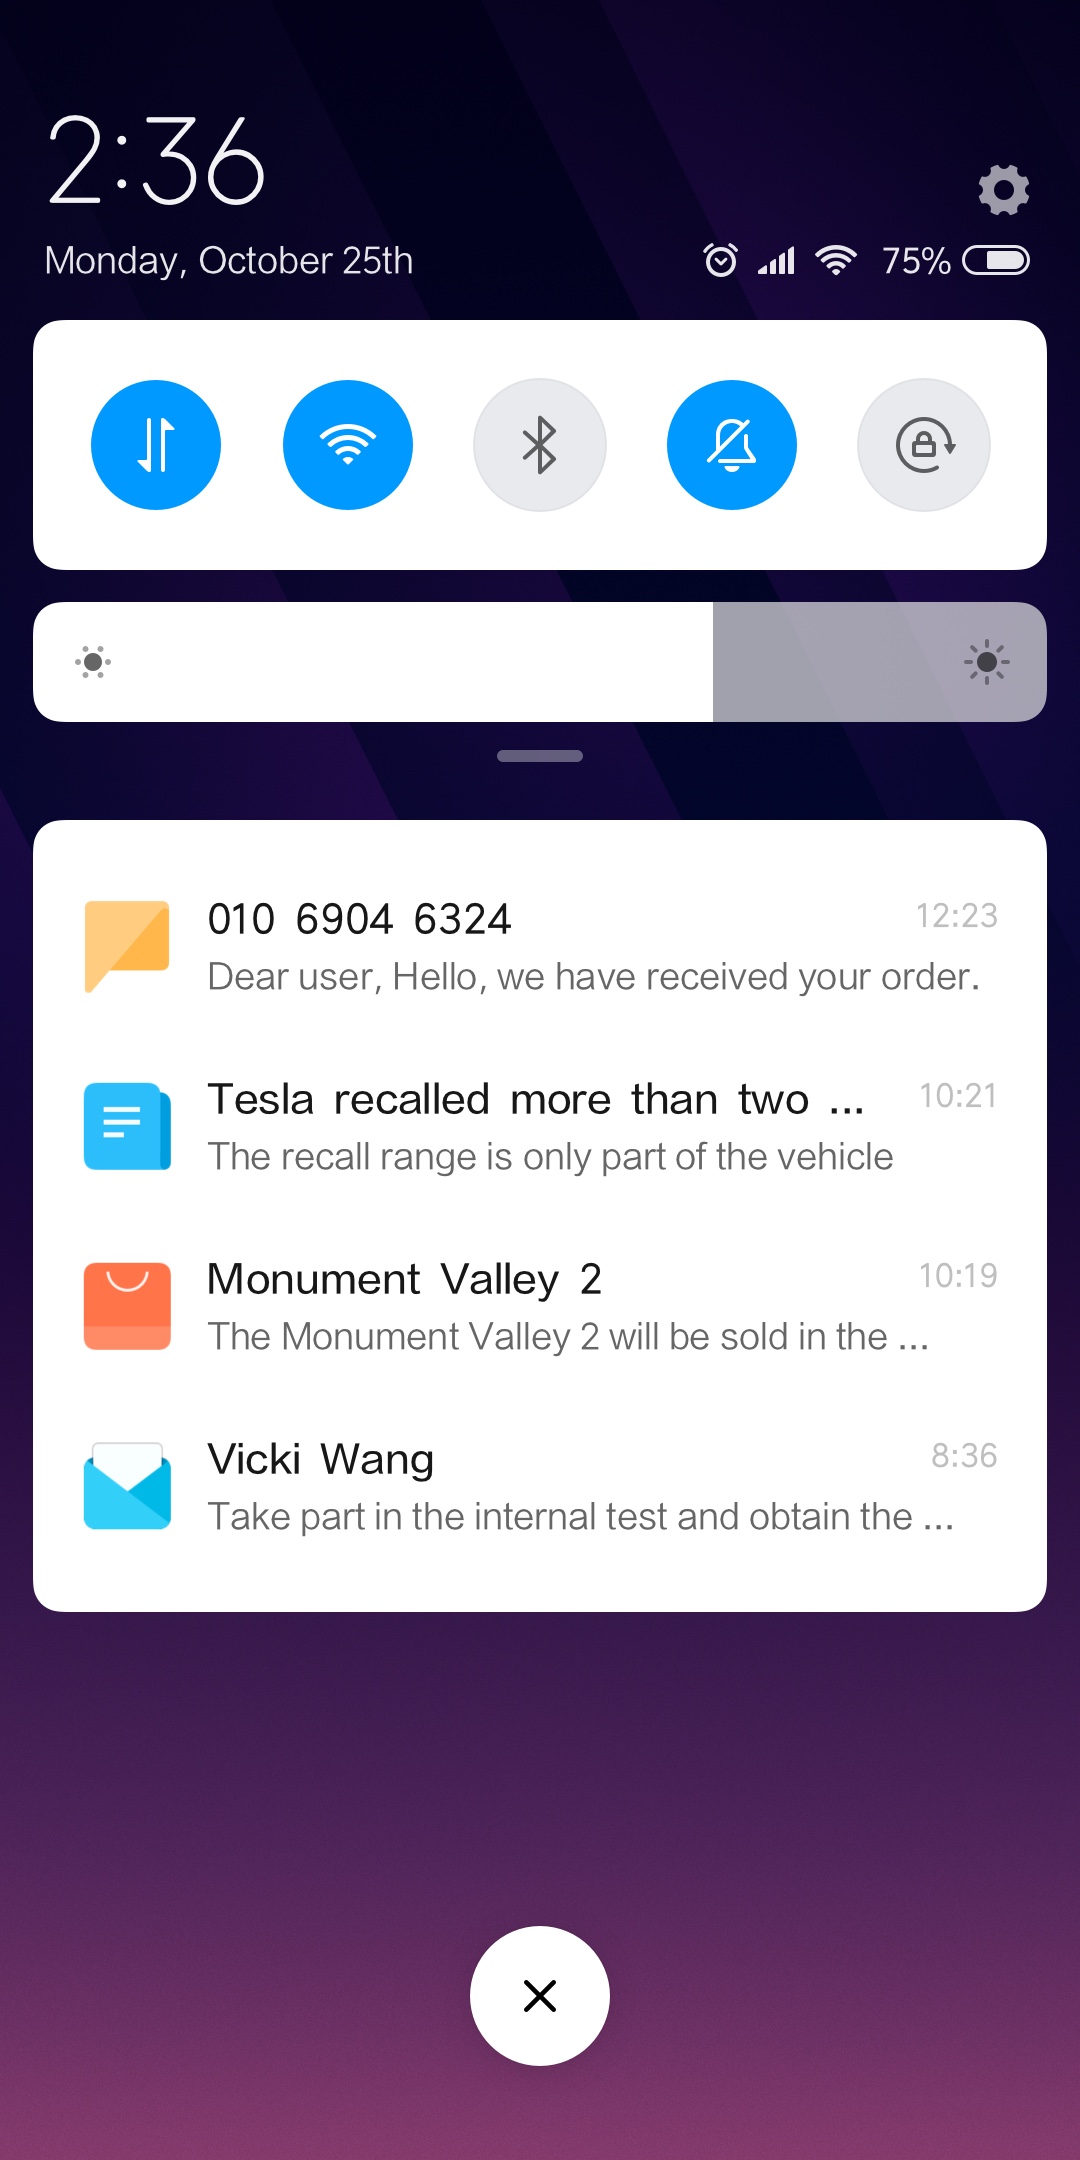 2:36
Monday, October 25th
75%
010 6904 6324
12:23
Dear user, Hello, we have received your order.
Tesla recalled more than two ...
10:21
The recall range is only part of the vehicle
Monument Valley 2
10:19
The Monument Valley 2 will be sold in the ...
Vicki Wang
8:36
Take part in the internal test and obtain the ...